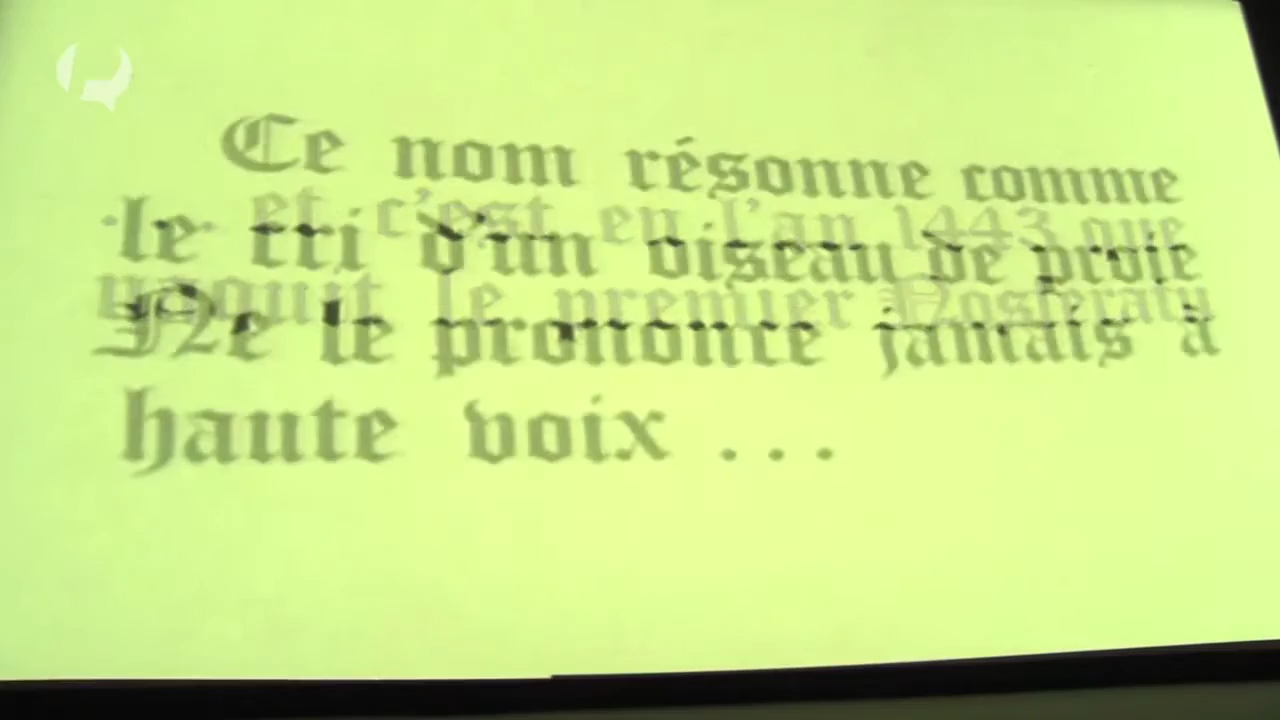 Ce nom résonne comme
et c'est en l'an 1443 que
le cri d'un oiseau de proie
naquit le premier Nosferatu
Ne le prononce jamais à
haute voix ...